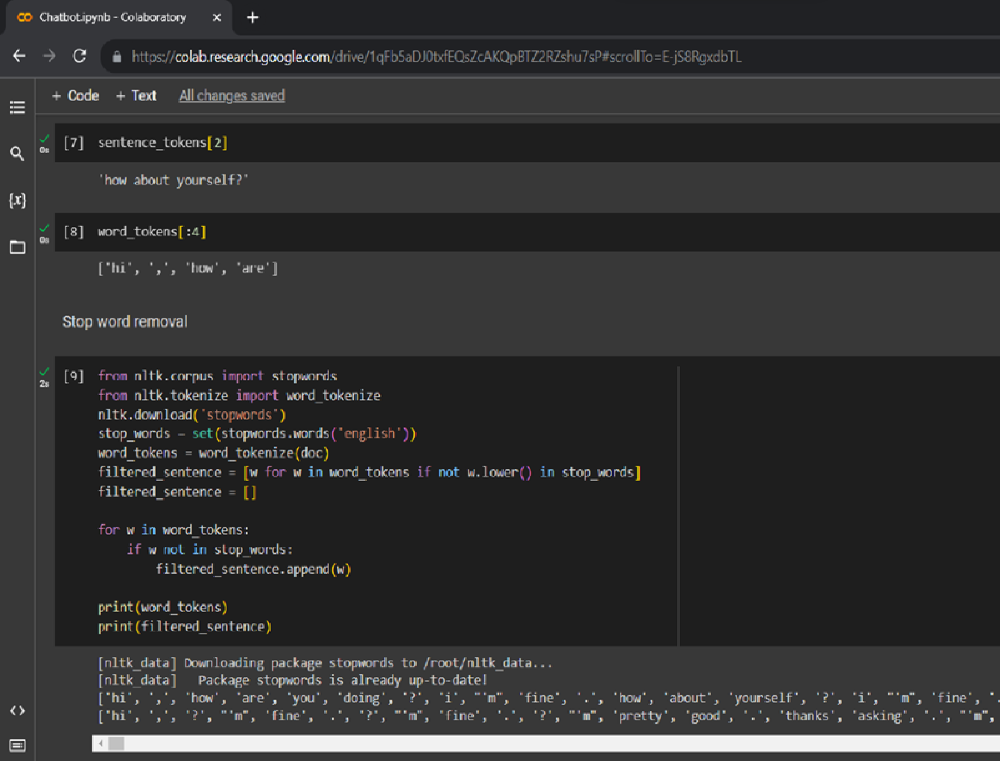 Chatbot.ipynb - Colaboratory
https://colab.research.google.com/drive/1qFb5aDJ0txfEQsZcAKQpBTZ2RZshu7sP#scrollTo=E-jS8RgxdbTL
+ Code + Text All changes saved
[7] sentence_tokens[2]
0s
'how about yourself?'
{x}
[8] word_tokens[:4]
0s
['hi', ',', 'how', 'are']
Stop word removal
[9] from nltk.corpus import stopwords
2s
from nltk.tokenize import word_tokenize
nltk.download('stopwords')
stop_words = set(stopwords.words('english'))
word_tokens = word_tokenize(doc)
filtered_sentence = [w for w in word_tokens if not w.lower() in stop_words]
filtered_sentence = []
for w in word_tokens:
    if w not in stop_words:
        filtered_sentence.append(w)
print(word_tokens)
print(filtered_sentence)
[nltk_data] Downloading package stopwords to /root/nltk_data...
[nltk_data]   Package stopwords is already up-to-date!
['hi', ',', 'how', 'are', 'you', 'doing', '?', 'i', "'m", 'fine', '.', 'how', 'about', 'yourself', '?', 'i', "'m", 'fine', '.
['hi', ',', '?', "'m", 'fine', '.', '?', "'m", 'fine', '.', '?', "'m", 'pretty', 'good', '.', 'thanks', 'asking', '.', "'m",